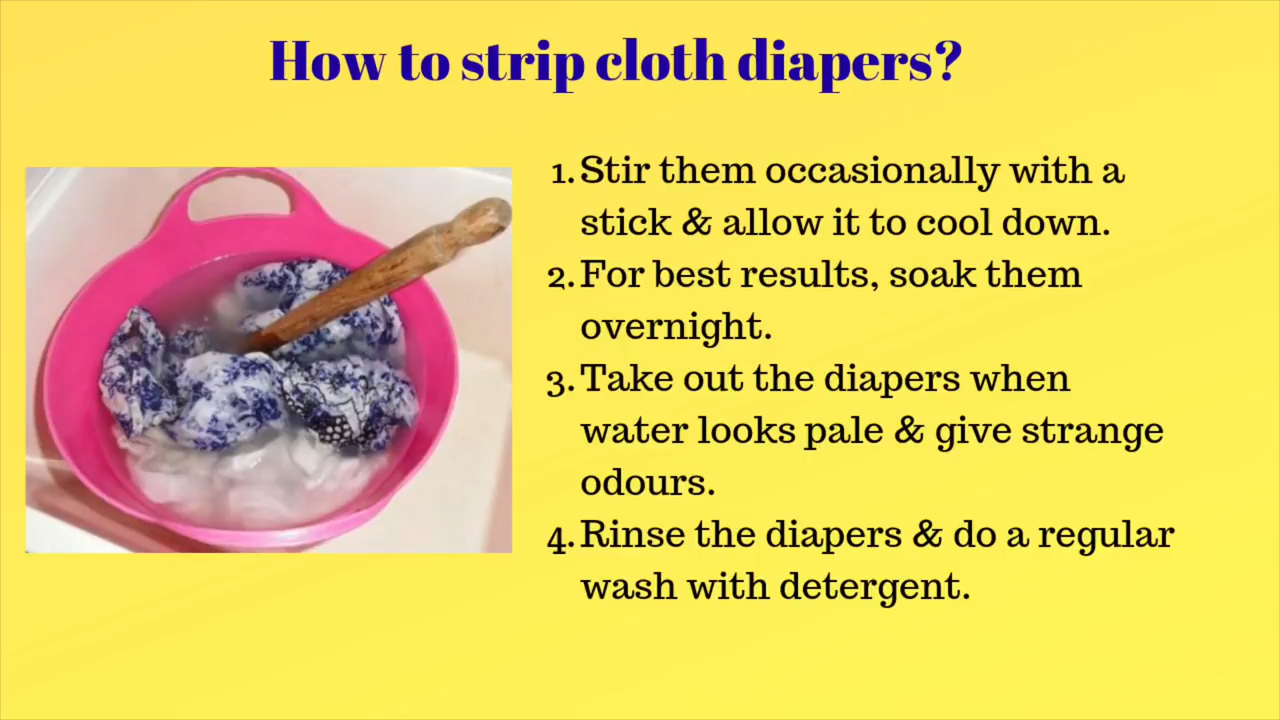 How to strip cloth diapers?
1. Stir them occasionally with a
stick & allow it to cool down.
2. For best results, soak them
overnight.
3. Take out the diapers when
water looks pale & give strange
odours.
4. Rinse the diapers & do a regular
wash with detergent.